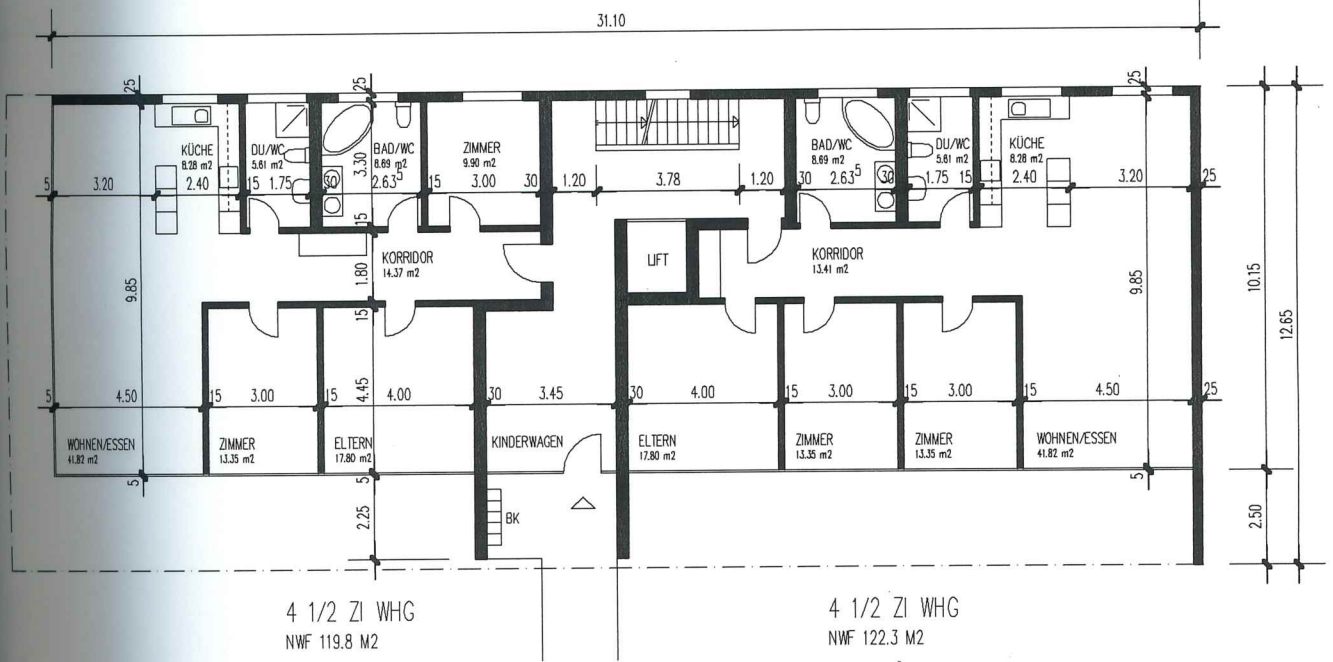 31.10
25
25
25
KÜCHE
8.28 m2
DU/WC
5.61 m2
3.30
BAD/WC
8.69 m2
ZIMMER
9.90 m2
BAD/WC
8.69 m2
DU/WC
5.61 m2
KÜCHE
8.28 m2
5 3.20 2.40 15 1.75 30 2.63⁵ 15 3.00 30 1.20 3.78 1.20 30 2.63⁵ 30 1.75 15 2.40 3.20 25
15
KORRIDOR
14.37 m2
LIFT
KORRIDOR
13.41 m2
9.85
1.80
9.85
10.15
12.65
15
5 4.50 15 3.00 15 4.45 4.00 30 3.45 30 4.00 15 3.00 15 3.00 15 4.50 25
WOHNEN/ESSEN
41.82 m2
ZIMMER
13.35 m2
ELTERN
17.80 m2
KINDERWAGEN
ELTERN
17.80 m2
ZIMMER
13.35 m2
ZIMMER
13.35 m2
WOHNEN/ESSEN
41.82 m2
5
5
5
2.25
BK
2.50
4 1/2 ZI WHG
NWF 119.8 M2
4 1/2 ZI WHG
NWF 122.3 M2